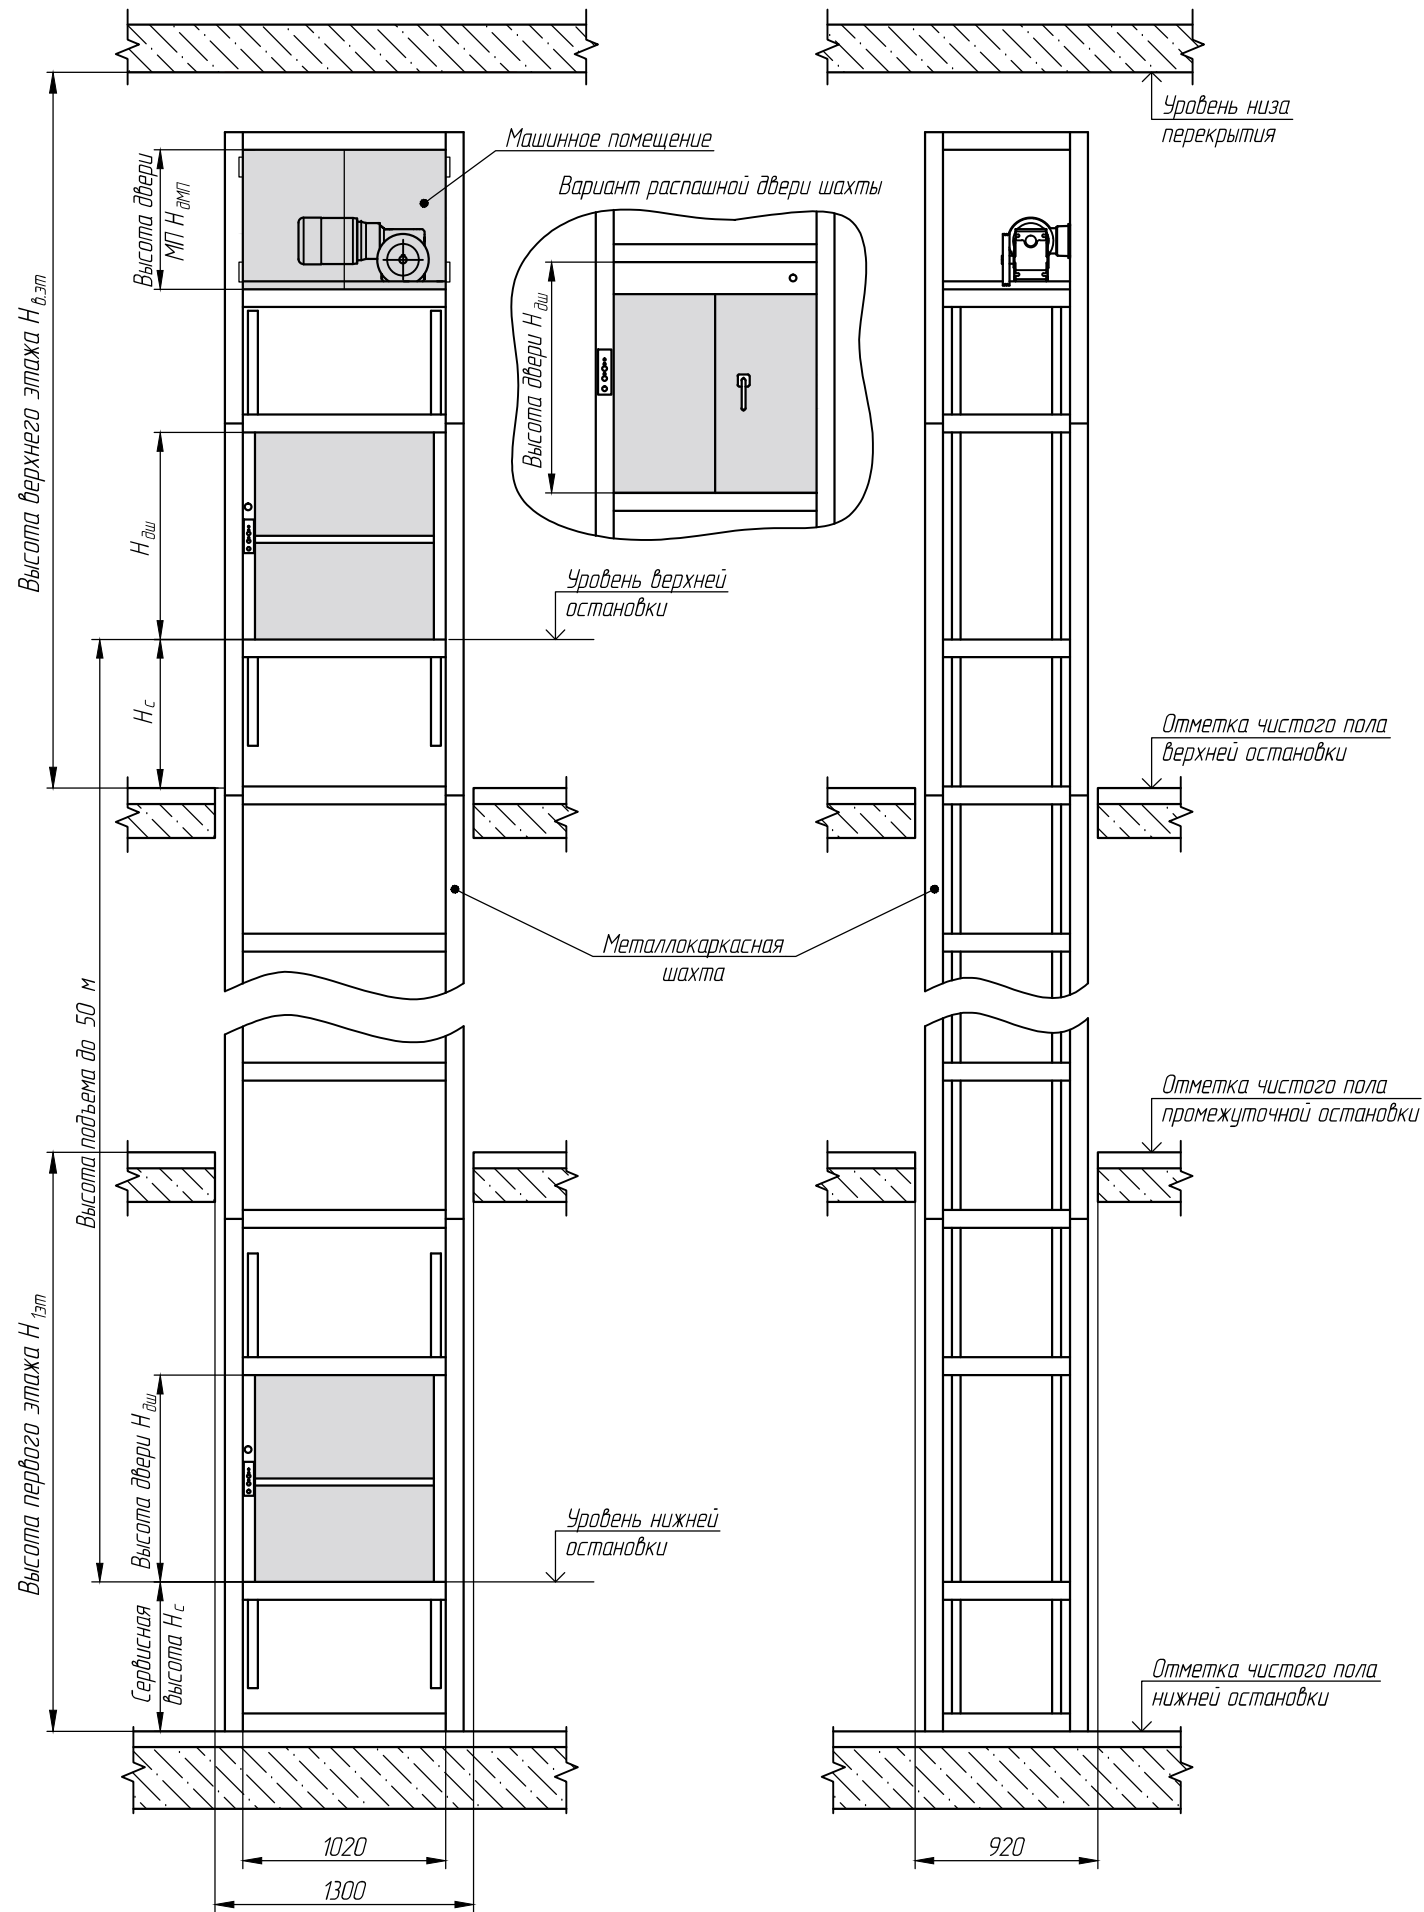 Уровень низа
перекрытия
Машинное помещение
Вариант распашной двери шахты
Высота двери
МП HдМП
Высота двери Hдш
Высота верхнего этажа Hв.эт
Hдш
Уровень верхней
остановки
Hс
Отметка чистого пола
верхней остановки
Металлокаркасная
шахта
Высота подъема до 50 м
Отметка чистого пола
промежуточной остановки
Высота первого этажа H1эт
Высота двери Hдш
Уровень нижней
остановки
Сервисная
высота Hс
Отметка чистого пола
нижней остановки
1020
920
1300